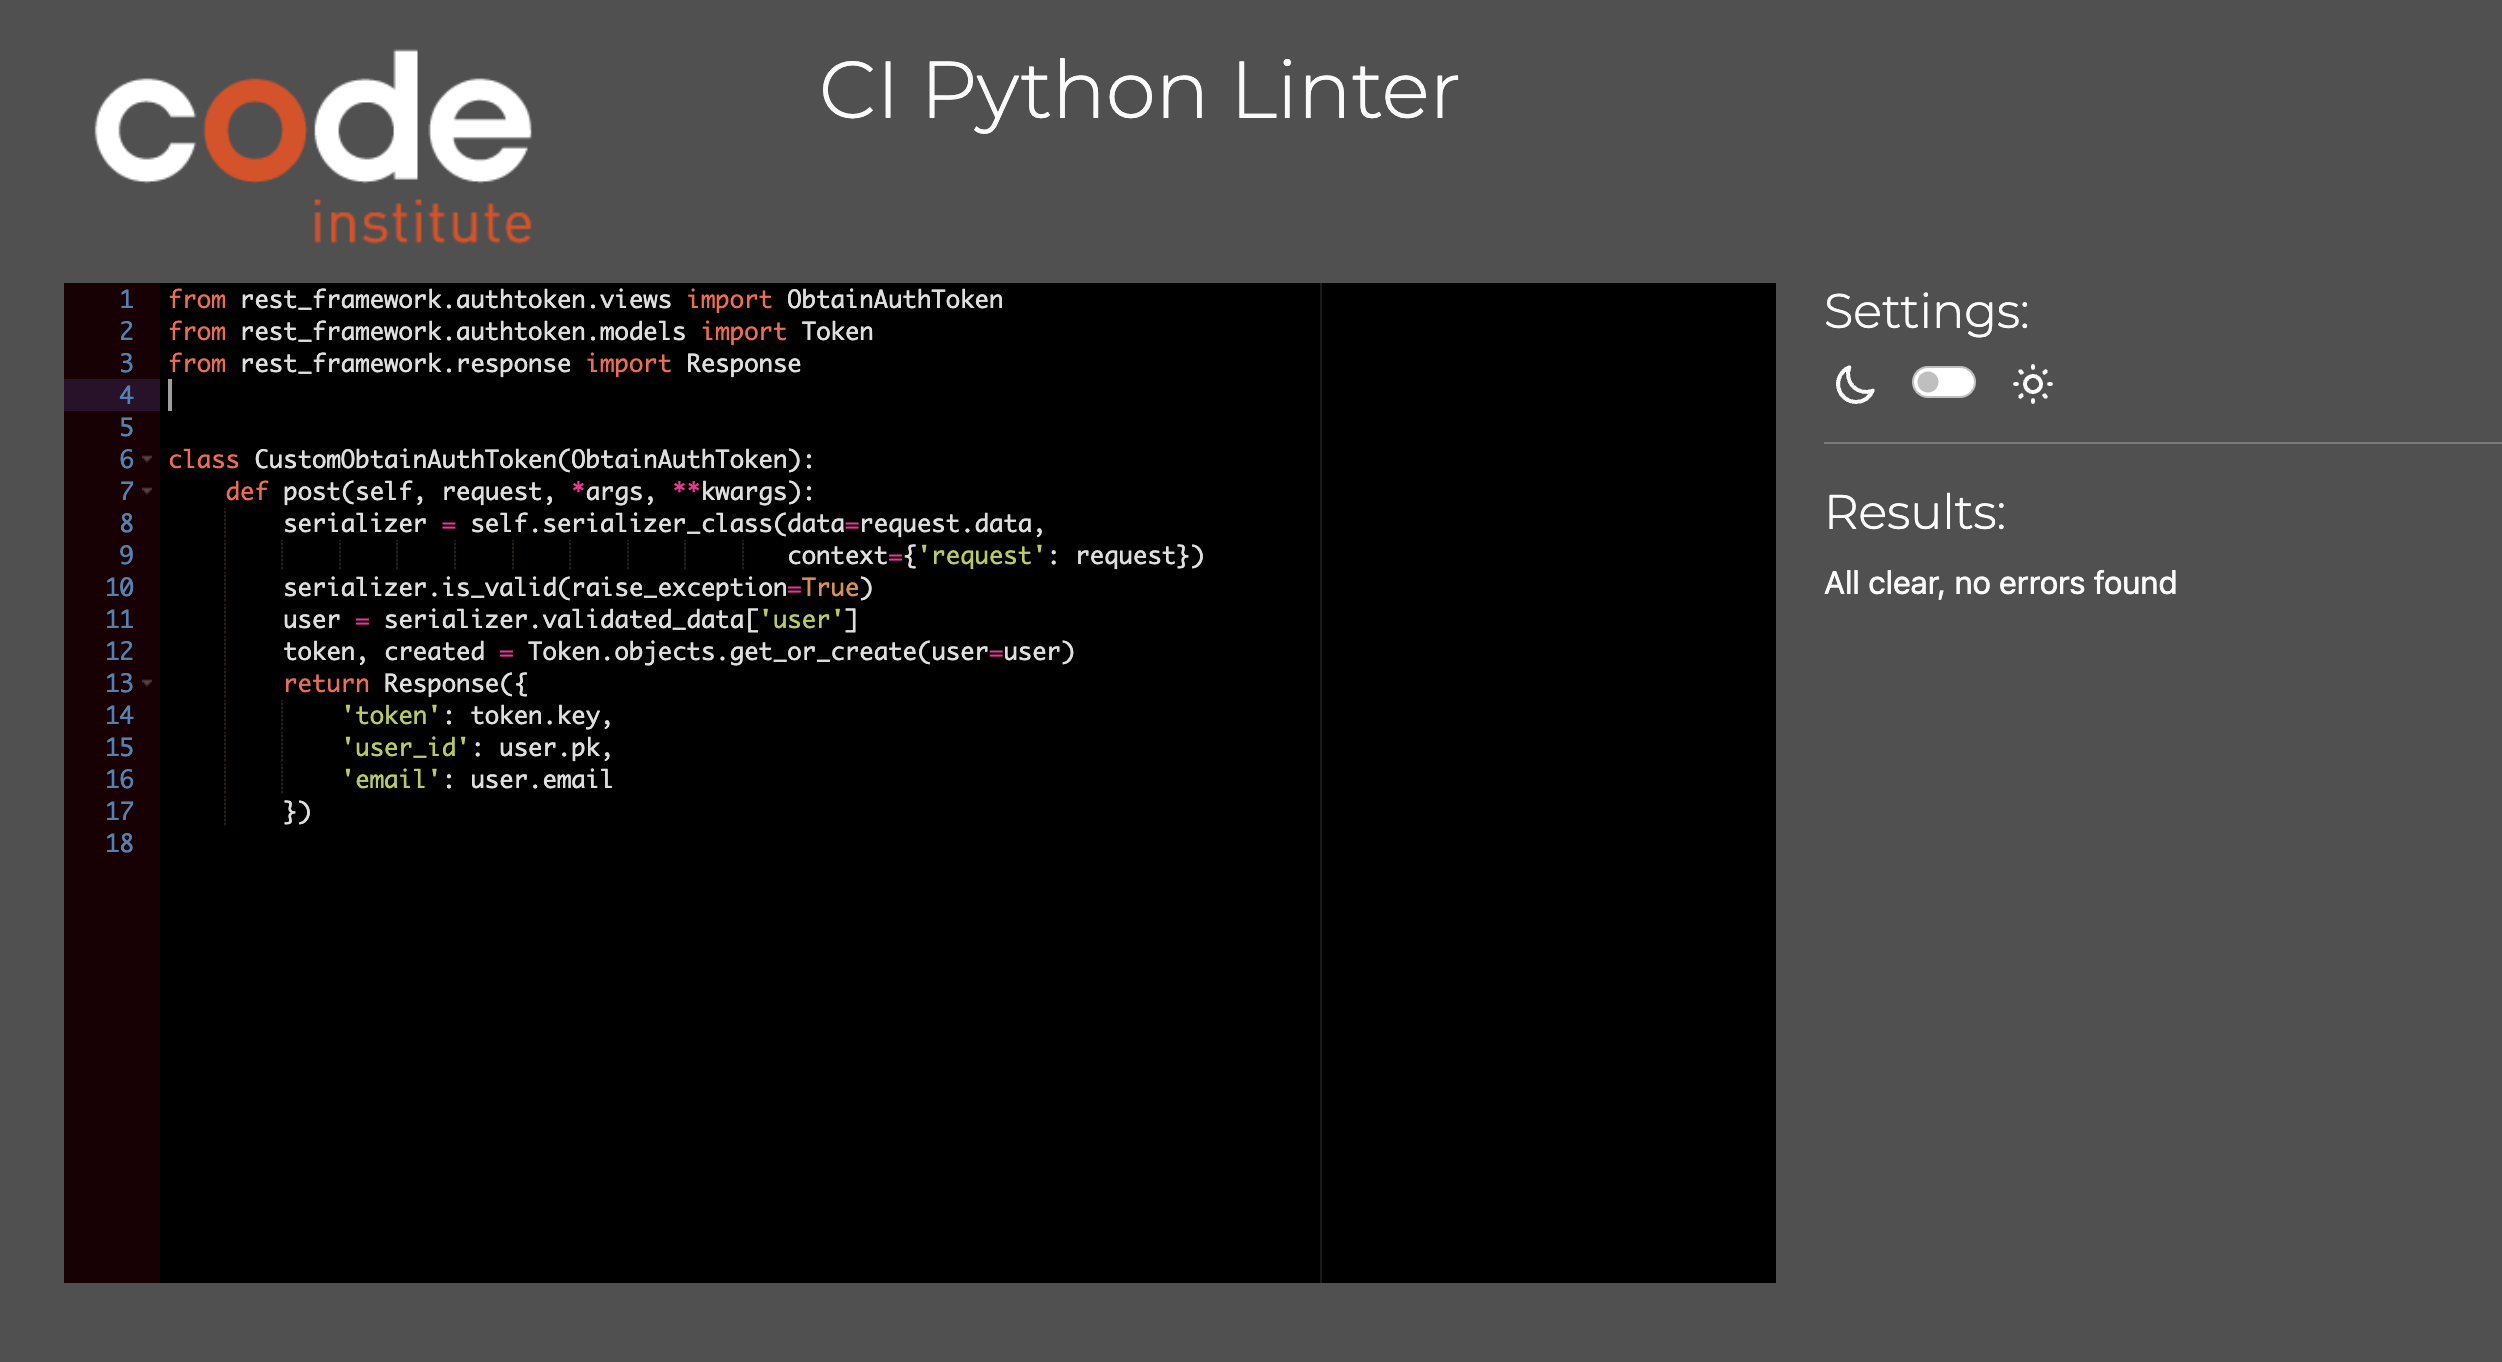 code
institute
CI Python Linter
1 from rest_framework.authtoken.views import ObtainAuthToken
2 from rest_framework.authtoken.models import Token
3 from rest_framework.response import Response
4
5
6 class CustomObtainAuthToken(ObtainAuthToken):
7     def post(self, request, *args, **kwargs):
8         serializer = self.serializer_class(data=request.data,
9                                            context={'request': request})
10         serializer.is_valid(raise_exception=True)
11         user = serializer.validated_data['user']
12         token, created = Token.objects.get_or_create(user=user)
13         return Response({
14             'token': token.key,
15             'user_id': user.pk,
16             'email': user.email
17         })
18
Settings:
Results:
All clear, no errors found